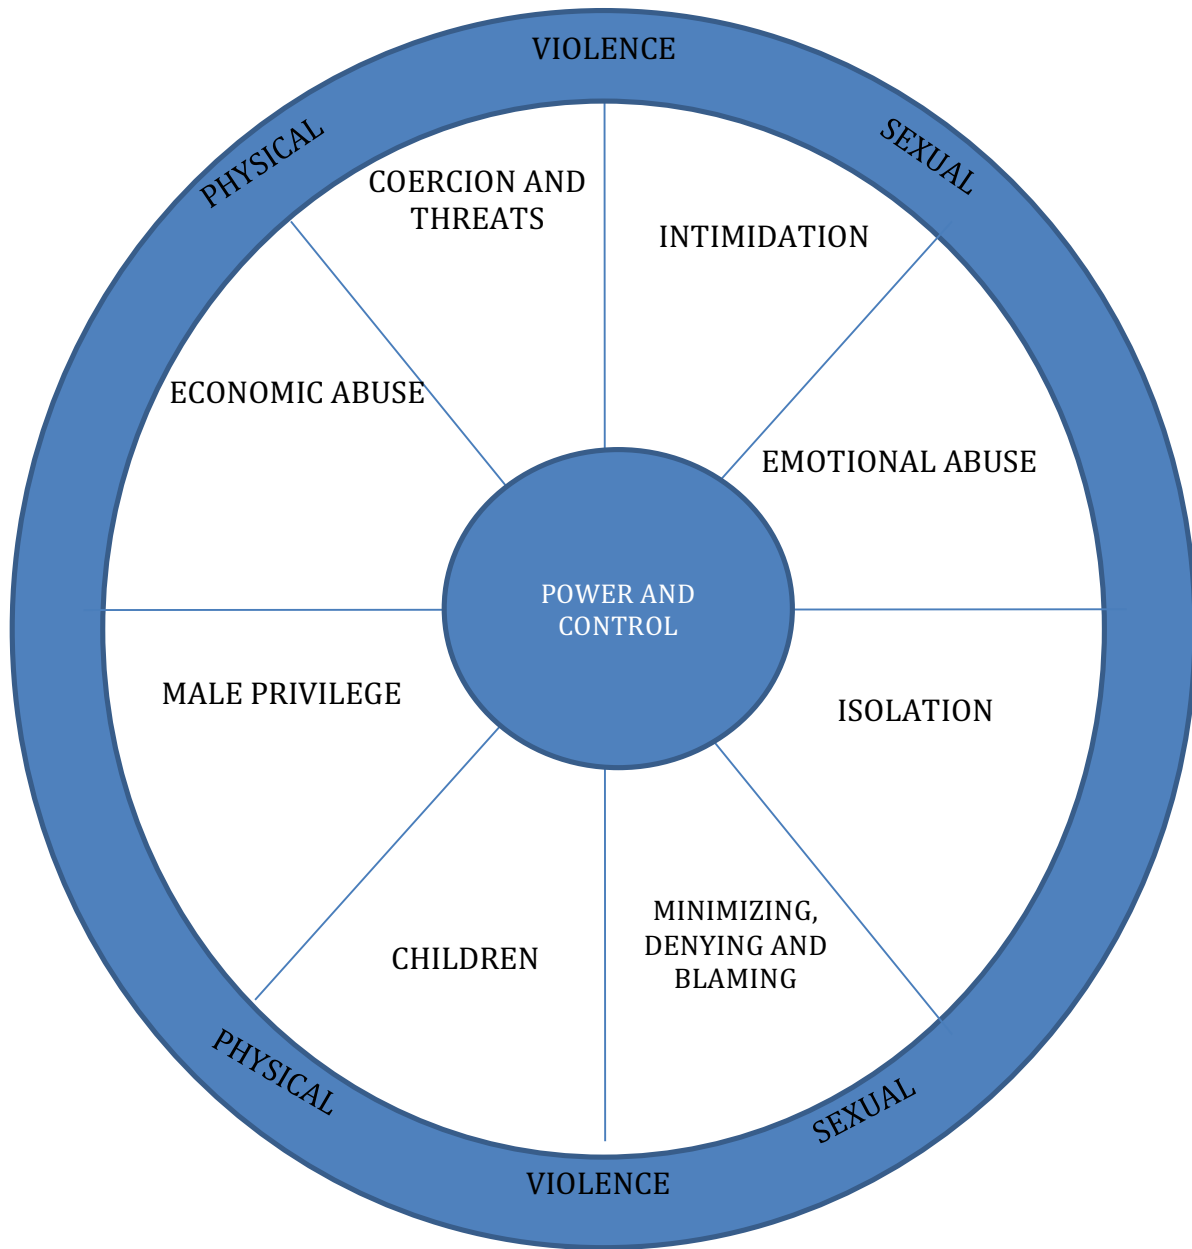 VIOLENCE
PHYSICAL
SEXUAL
COERCION AND
THREATS
INTIMIDATION
ECONOMIC ABUSE
EMOTIONAL ABUSE
POWER AND
CONTROL
MALE PRIVILEGE
ISOLATION
CHILDREN
MINIMIZING,
DENYING AND
BLAMING
PHYSICAL
SEXUAL
VIOLENCE